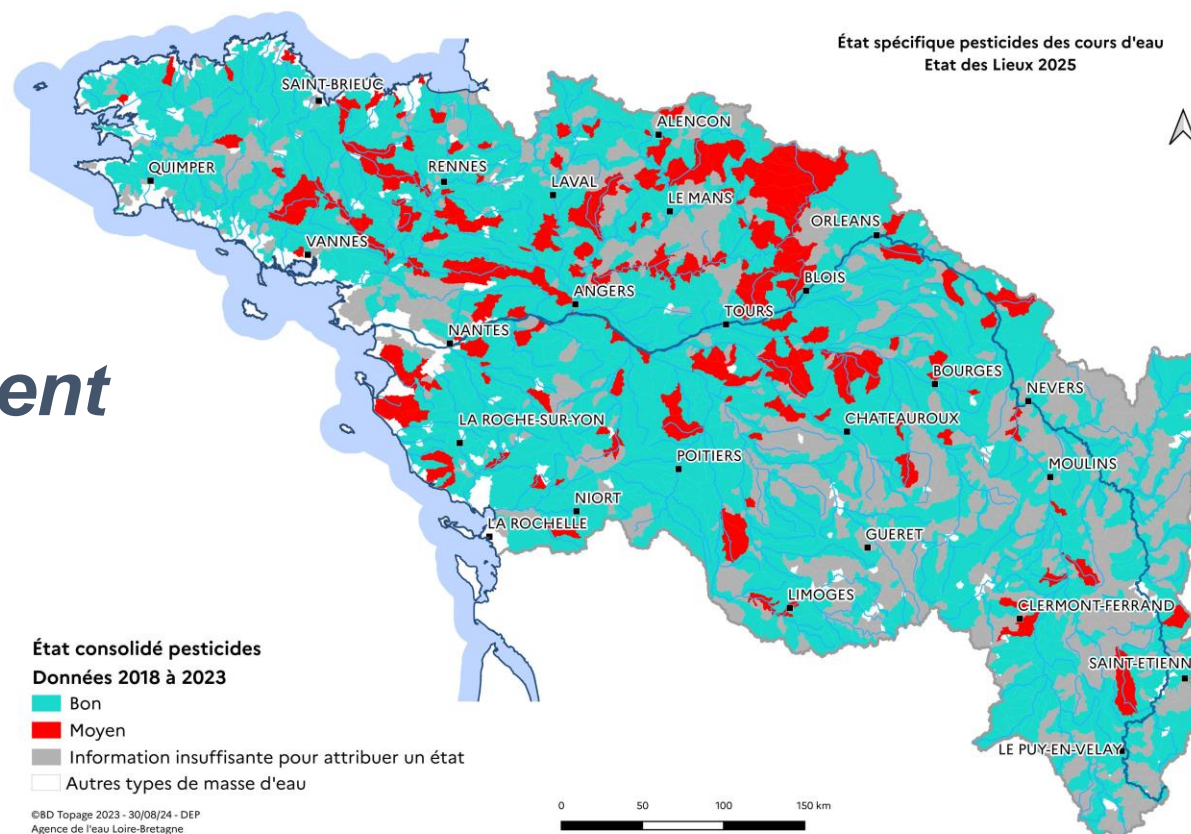 État spécifique pesticides des cours d'eau
Etat des Lieux 2025
SAINT-BRIEUC
ALENCON
QUIMPER
RENNES
LAVAL
LE MANS
ORLEANS
VANNES
BLOIS
ANGERS
TOURS
NANTES
ent
BOURGES
NEVERS
LA ROCHE-SUR-YON
CHATEAUROUX
POITIERS
MOULINS
NIORT
LA ROCHELLE
GUERET
LIMOGES
CLERMONT-FERRAND
SAINT-ETIENN
LE PUY-EN-VELAY
État consolidé pesticides
Données 2018 à 2023
Bon
Moyen
Information insuffisante pour attribuer un état
Autres types de masse d'eau
©BD Topage 2023 - 30/08/24 - DEP
Agence de l'eau Loire-Bretagne
0 50 100 150 km